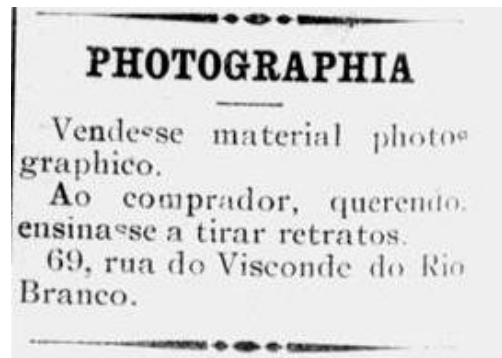 PHOTOGRAPHIA
Vende-se material photo-
graphico.
Ao comprador, querendo,
ensina-se a tirar retratos.
69, rua do Visconde do Rio
Branco.